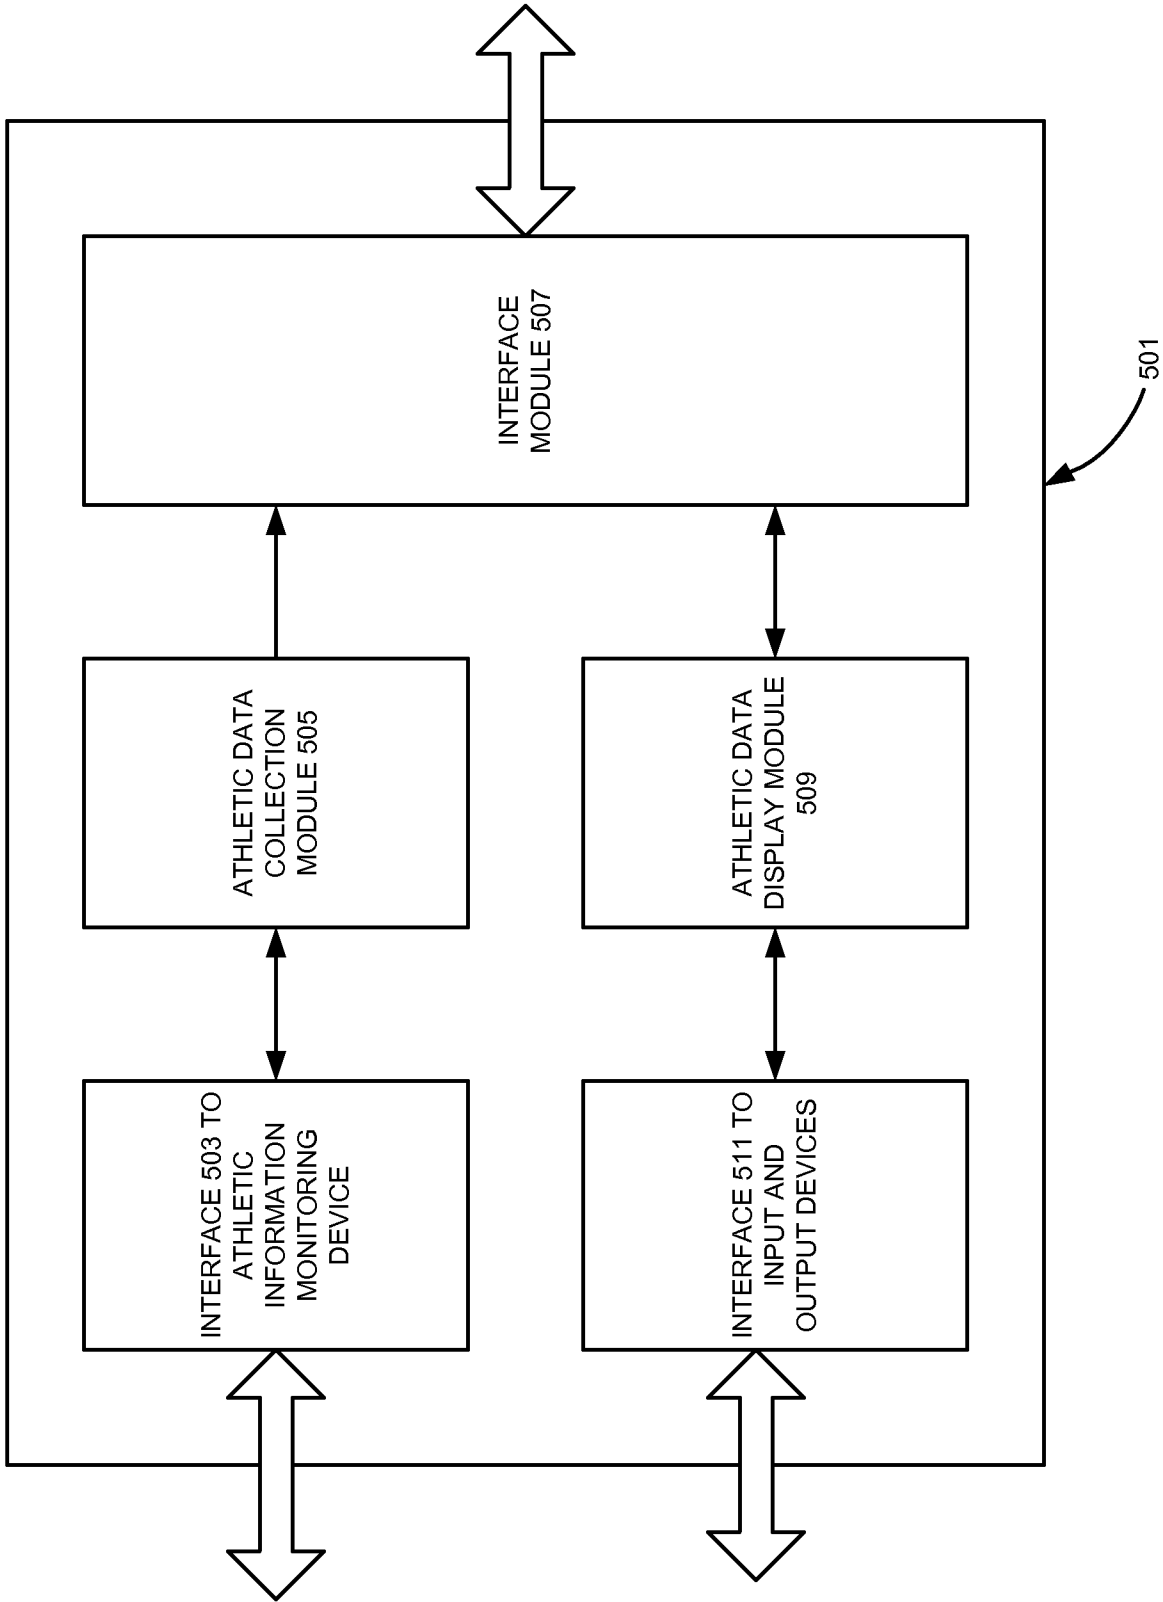 INTERFACE 503 TO
ATHLETIC
INFORMATION
MONITORING
DEVICE
ATHLETIC DATA
COLLECTION
MODULE 505
INTERFACE
MODULE 507
INTERFACE 511 TO
INPUT AND
OUTPUT DEVICES
ATHLETIC DATA
DISPLAY MODULE
509
501